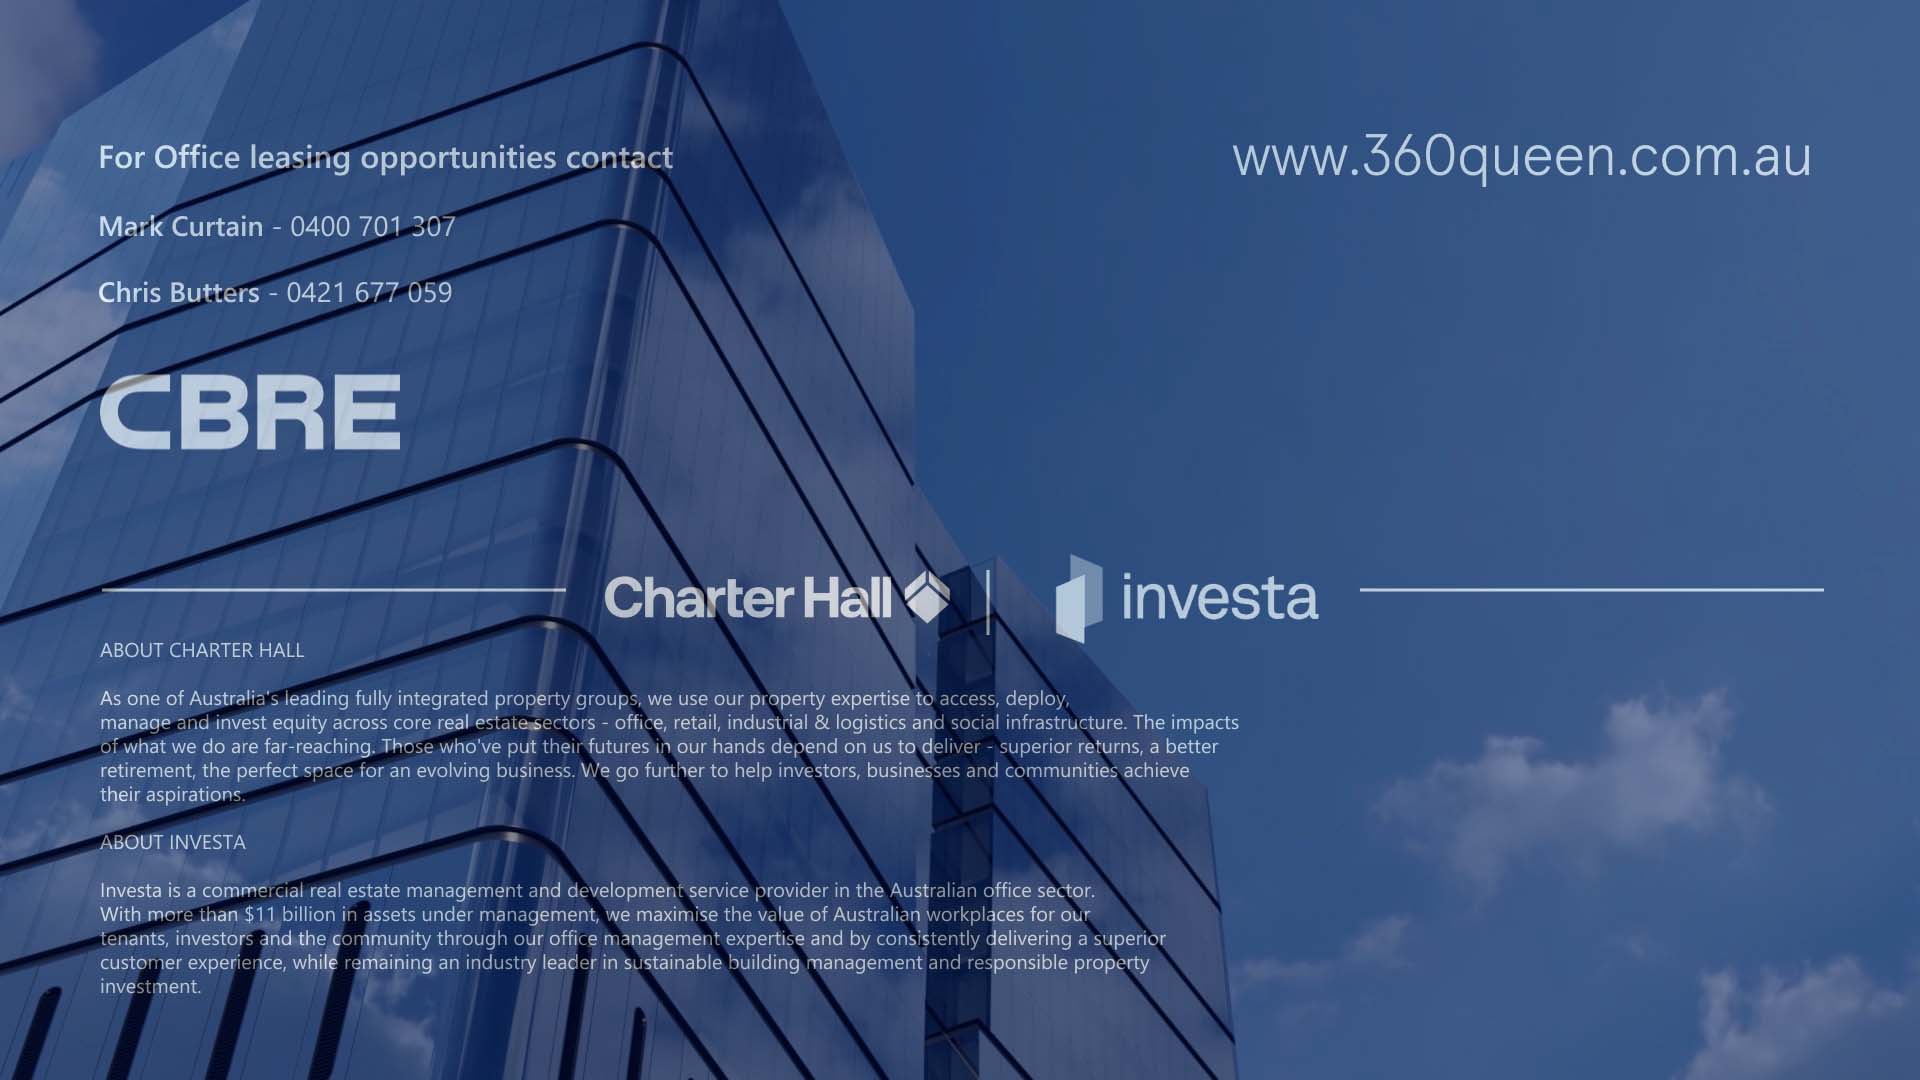 For Office leasing opportunities contact
www.360queen.com.au
Mark Curtain - 0400 701 307
Chris Butters - 0421 677 059
CBRE
Charter Hall
investa
ABOUT CHARTER HALL
As one of Australia's leading fully integrated property groups, we use our property expertise to access, deploy,
manage and invest equity across core real estate sectors - office, retail, industrial & logistics and social infrastructure. The impacts
of what we do are far-reaching. Those who've put their futures in our hands depend on us to deliver - superior returns, a better
retirement, the perfect space for an evolving business. We go further to help investors, businesses and communities achieve
their aspirations.
ABOUT INVESTA
Investa is a commercial real estate management and development service provider in the Australian office sector.
With more than $11 billion in assets under management, we maximise the value of Australian workplaces for our
tenants, investors and the community through our office management expertise and by consistently delivering a superior
customer experience, while remaining an industry leader in sustainable building management and responsible property
investment.